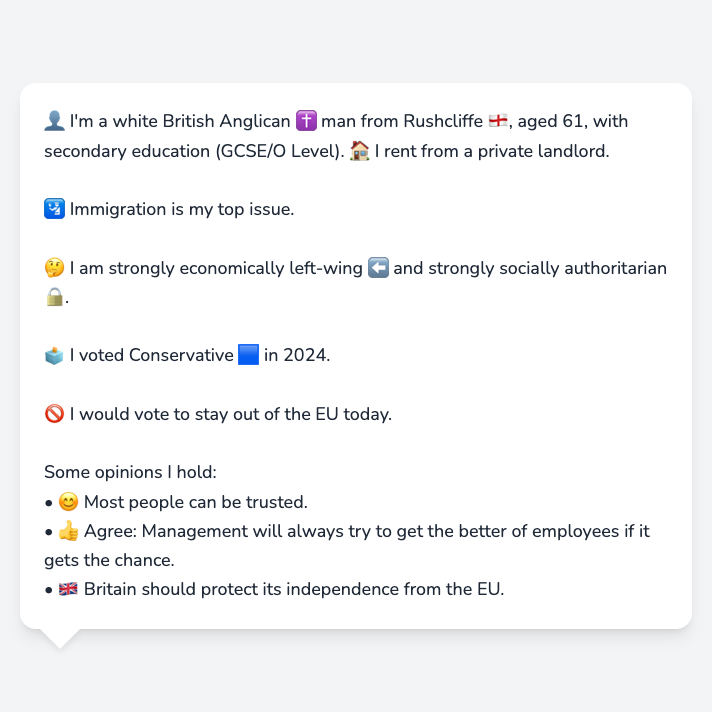 👤 I'm a white British Anglican ✝️ man from Rushcliffe 🏴󠁧󠁢󠁥󠁮󠁧󠁿, aged 61, with
secondary education (GCSE/O Level). 🏠 I rent from a private landlord.
🛂 Immigration is my top issue.
🤔 I am strongly economically left-wing ⬅️ and strongly socially authoritarian
🔒.
🗳️ I voted Conservative 🟦 in 2024.
🚫 I would vote to stay out of the EU today.
Some opinions I hold:
• 😊 Most people can be trusted.
• 👍 Agree: Management will always try to get the better of employees if it
gets the chance.
• 🇬🇧 Britain should protect its independence from the EU.